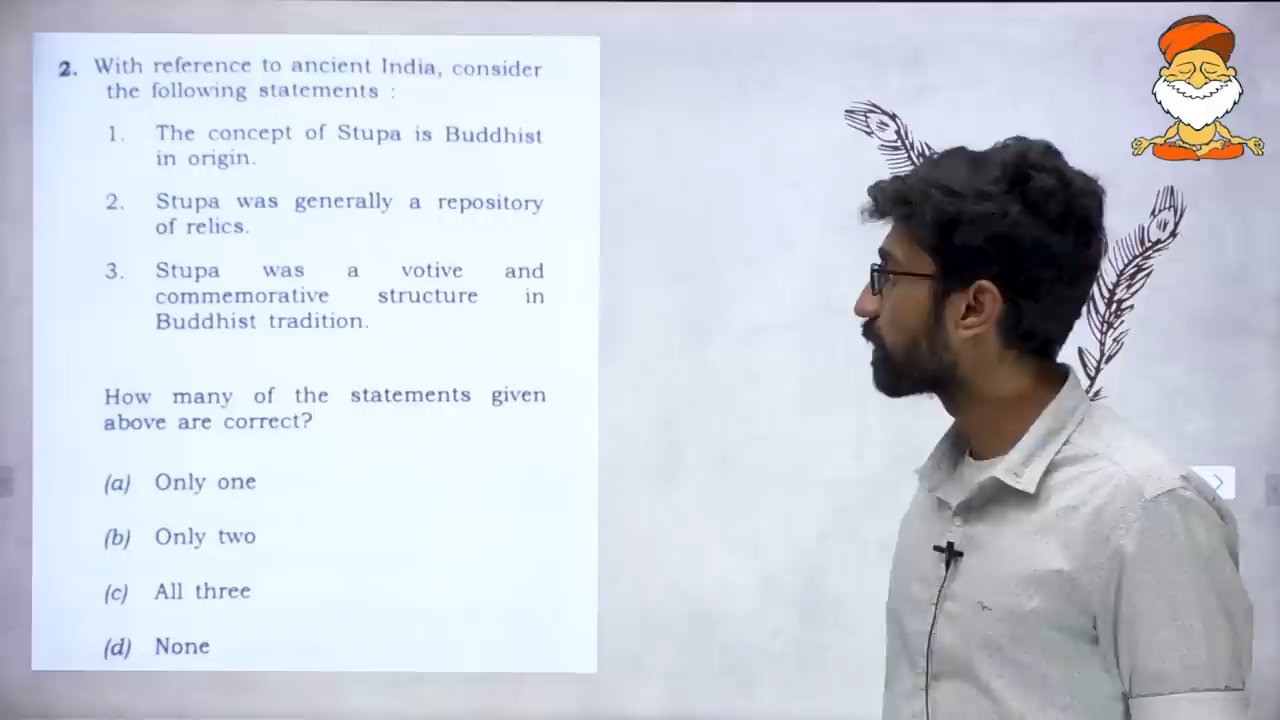 2. With reference to ancient India, consider
the following statements :
1. The concept of Stupa is Buddhist
in origin.
2. Stupa was generally a repository
of relics.
3. Stupa was a votive and
commemorative structure in
Buddhist tradition.
How many of the statements given
above are correct?
(a) Only one
(b) Only two
(c) All three
(d) None